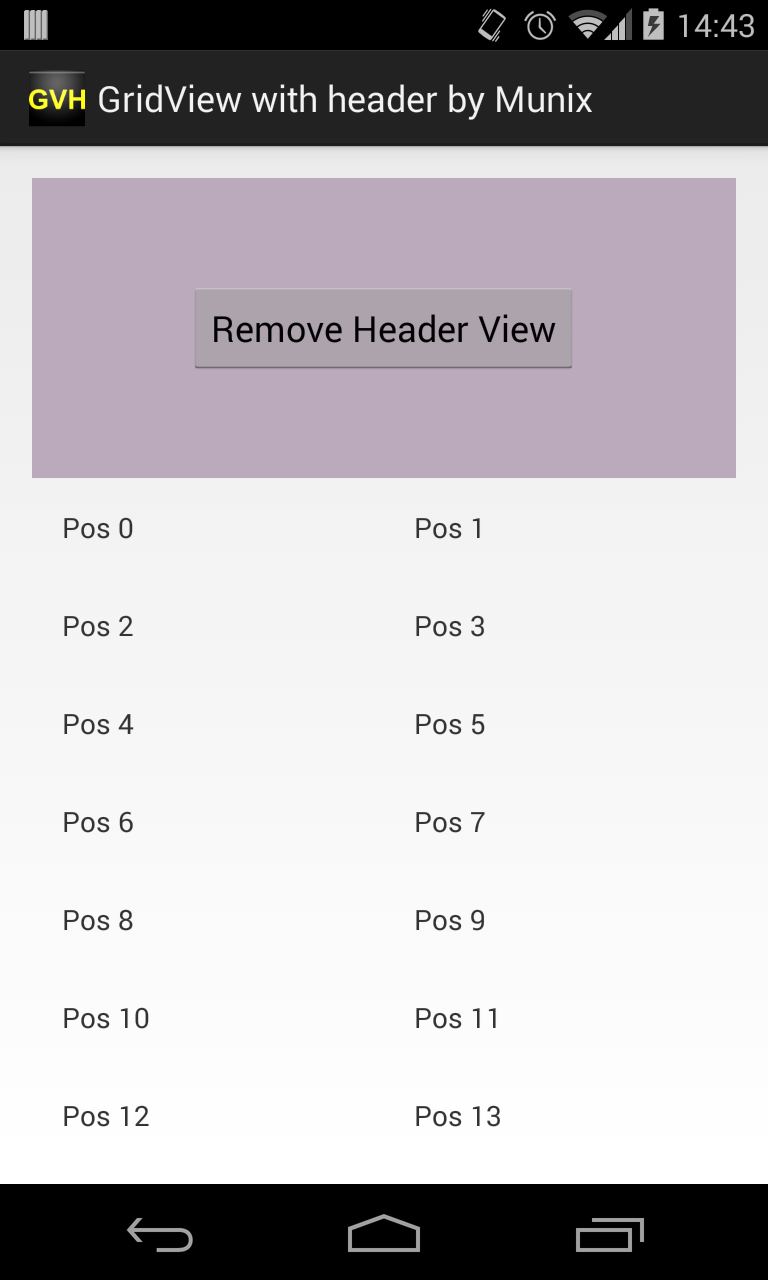 14:43
GVH GridView with header by Munix
Remove Header View
Pos 0 Pos 1
Pos 2 Pos 3
Pos 4 Pos 5
Pos 6 Pos 7
Pos 8 Pos 9
Pos 10 Pos 11
Pos 12 Pos 13